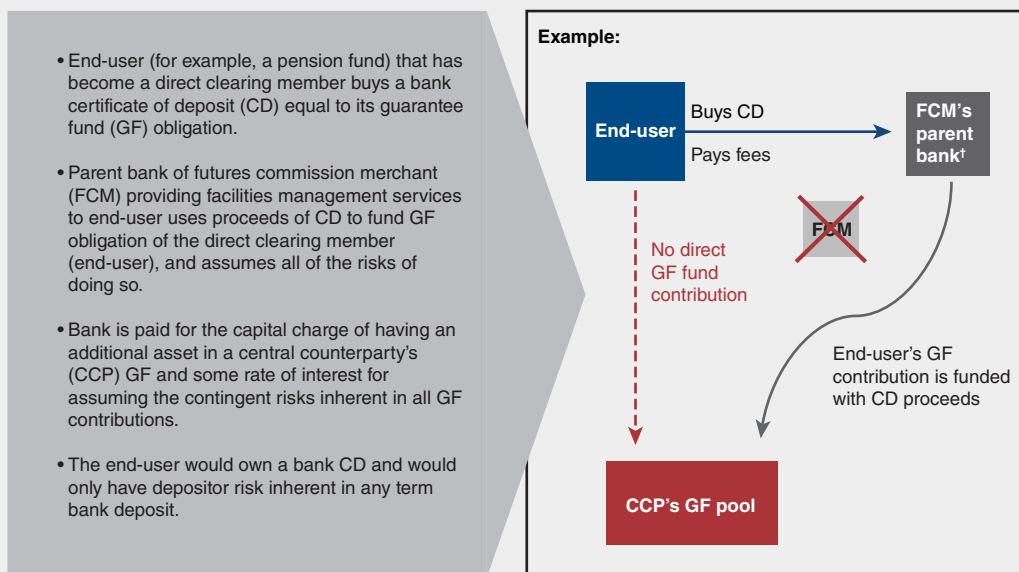 • End-user (for example, a pension fund) that has
become a direct clearing member buys a bank
certificate of deposit (CD) equal to its guarantee
fund (GF) obligation.
• Parent bank of futures commission merchant
(FCM) providing facilities management services
to end-user uses proceeds of CD to fund GF
obligation of the direct clearing member
(end-user), and assumes all of the risks of
doing so.
• Bank is paid for the capital charge of having an
additional asset in a central counterparty’s
(CCP) GF and some rate of interest for
assuming the contingent risks inherent in all GF
contributions.
• The end-user would own a bank CD and would
only have depositor risk inherent in any term
bank deposit.
Example:
End-user
Buys CD
Pays fees
FCM’s
parent
bank†
FCM
No direct
GF fund
contribution
End-user’s GF
contribution is funded
with CD proceeds
CCP’s GF pool